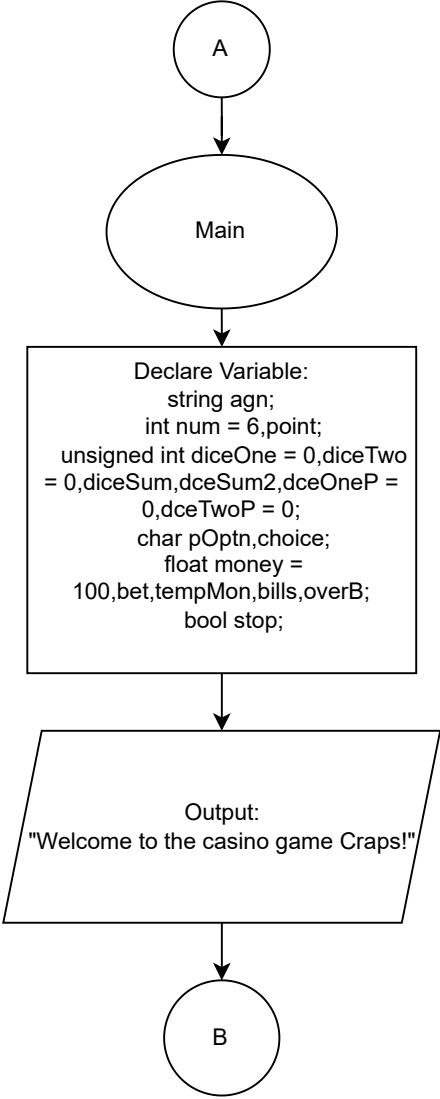 A
Main
Declare Variable:
string agn;
int num = 6,point;
unsigned int diceOne = 0,diceTwo
= 0,diceSum,dceSum2,dceOneP =
0,dceTwoP = 0;
char pOptn,choice;
float money =
100,bet,tempMon,bills,overB;
bool stop;
Output:
"Welcome to the casino game Craps!"
B